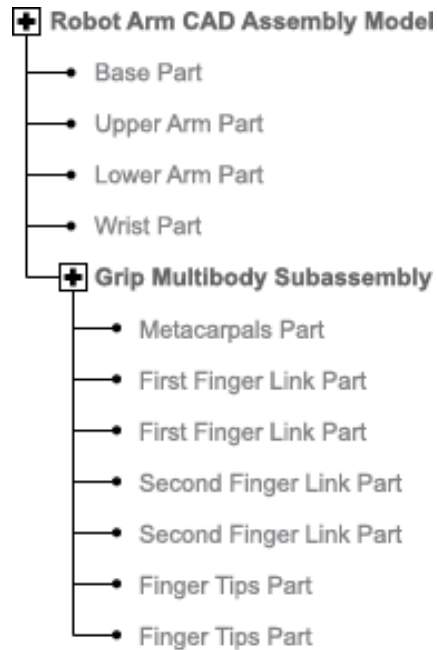 Robot Arm CAD Assembly Model
Base Part
Upper Arm Part
Lower Arm Part
Wrist Part
Grip Multibody Subassembly
Metacarpals Part
First Finger Link Part
First Finger Link Part
Second Finger Link Part
Second Finger Link Part
Finger Tips Part
Finger Tips Part